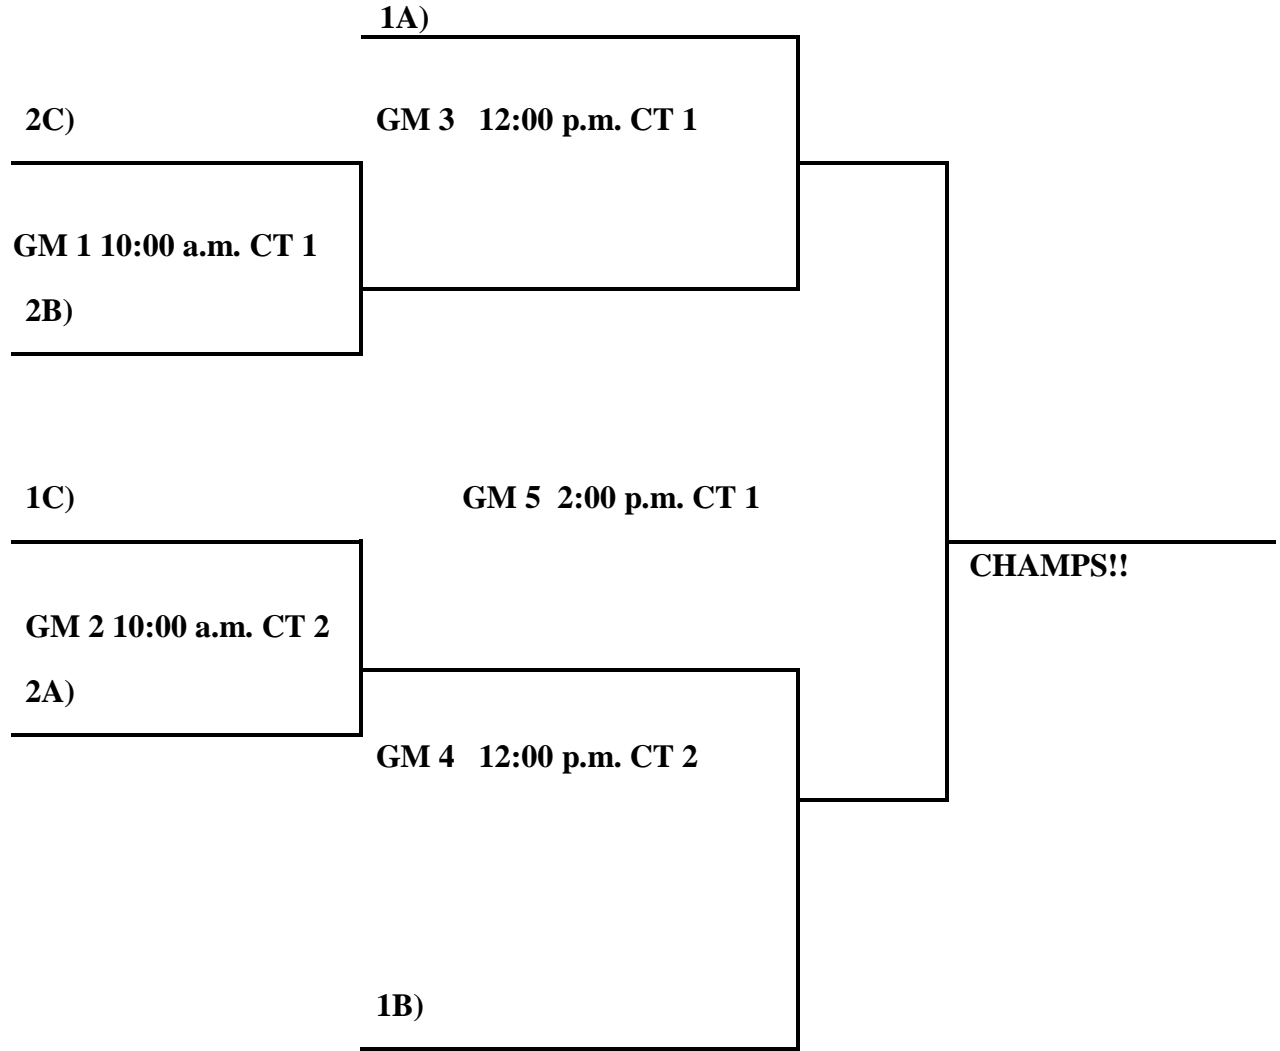 1A)
2C)
GM 3 12:00 p.m. CT 1
GM 1 10:00 a.m. CT 1
2B)
1C)
GM 5 2:00 p.m. CT 1
CHAMPS!!
GM 2 10:00 a.m. CT 2
2A)
GM 4 12:00 p.m. CT 2
1B)